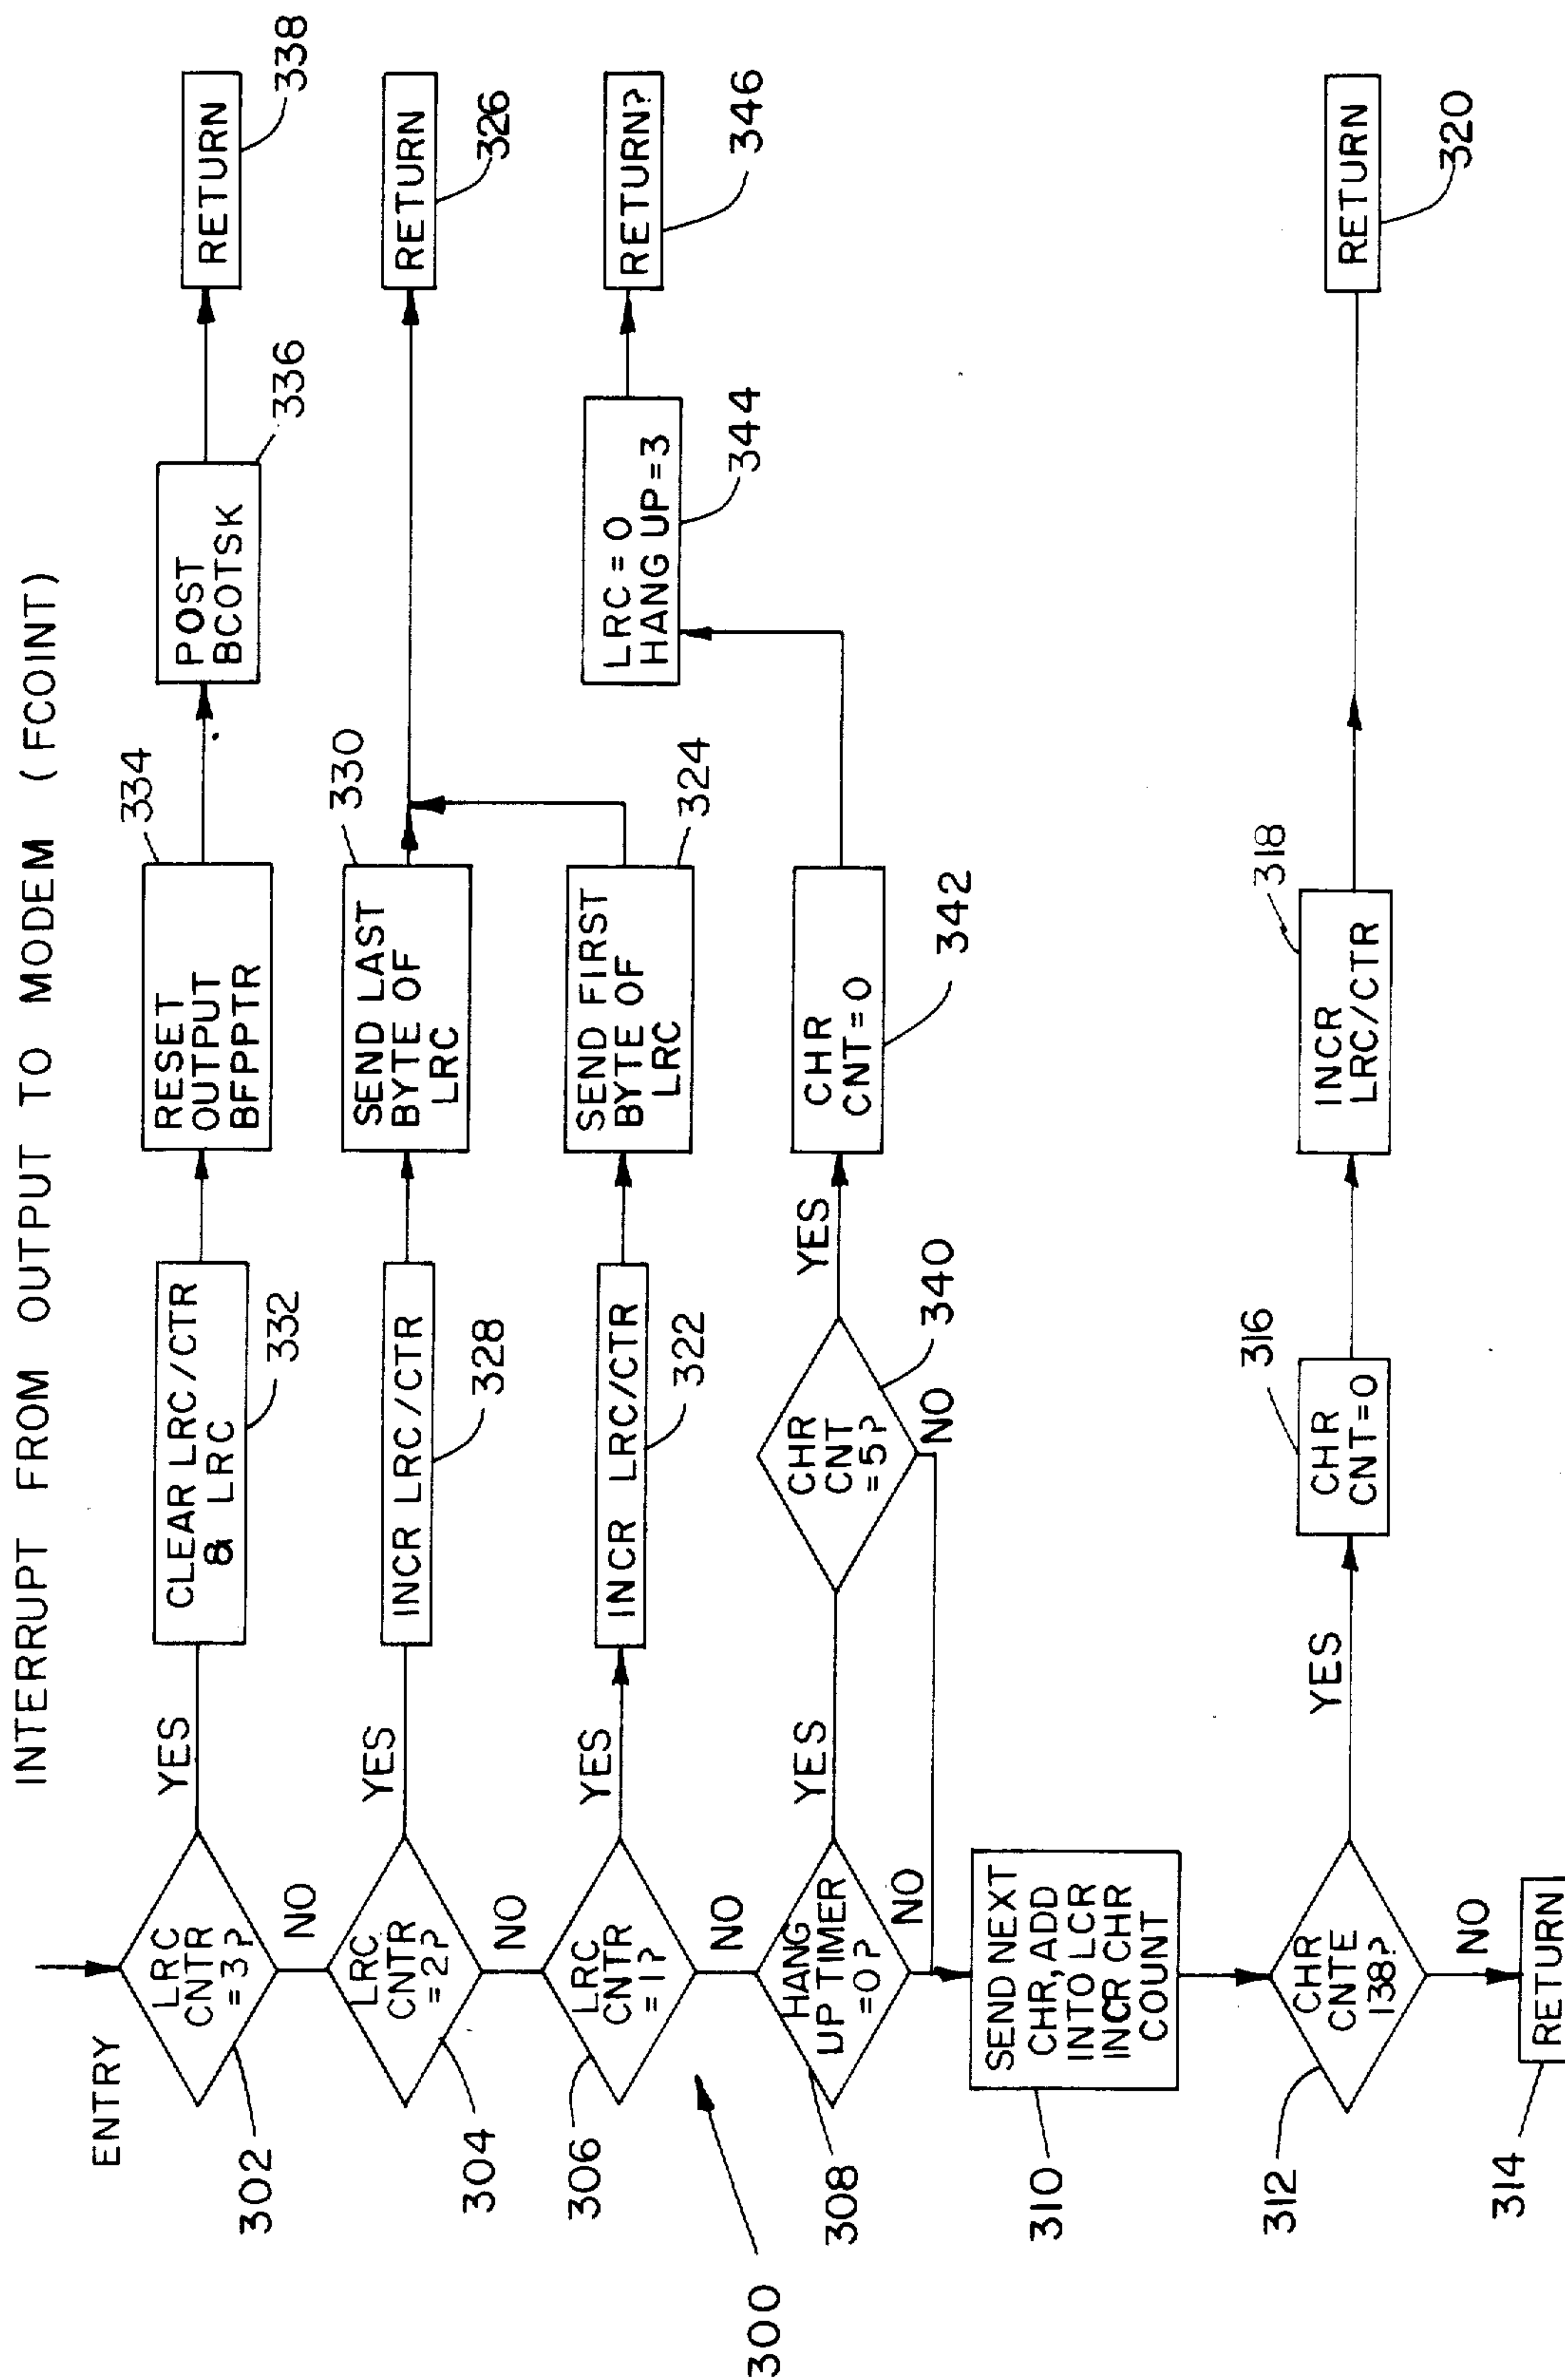 INTERRUPT FROM OUTPUT TO MODEM (FCOINT)
ENTRY
LRC
CNTR
=3?
302
YES
CLEAR LRC/CTR
& LRC
332
RESET
OUTPUT
BFPPTR
334
POST
BCOTSK
336
RETURN
338
NO
LRC
CNTR
=2?
304
YES
INCR LRC/CTR
328
SEND LAST
BYTE OF
LRC
330
RETURN
326
NO
LRC
CNTR
=1?
306
YES
INCR LRC/CTR
322
SEND FIRST
BYTE OF
LRC
324
NO
300
HANG
UP TIMER
=0?
308
YES
CHR
CNT
=5?
340
YES
CHR
CNT=0
342
LRC=0
HANG UP=3
344
RETURN?
346
NO
NO
SEND NEXT
CHR, ADD
INTO LCR
INCR CHR
COUNT
310
CHR
CNTE
138?
312
YES
CHR
CNT=0
316
INCR
LRC/CTR
318
RETURN
320
NO
RETURN
314